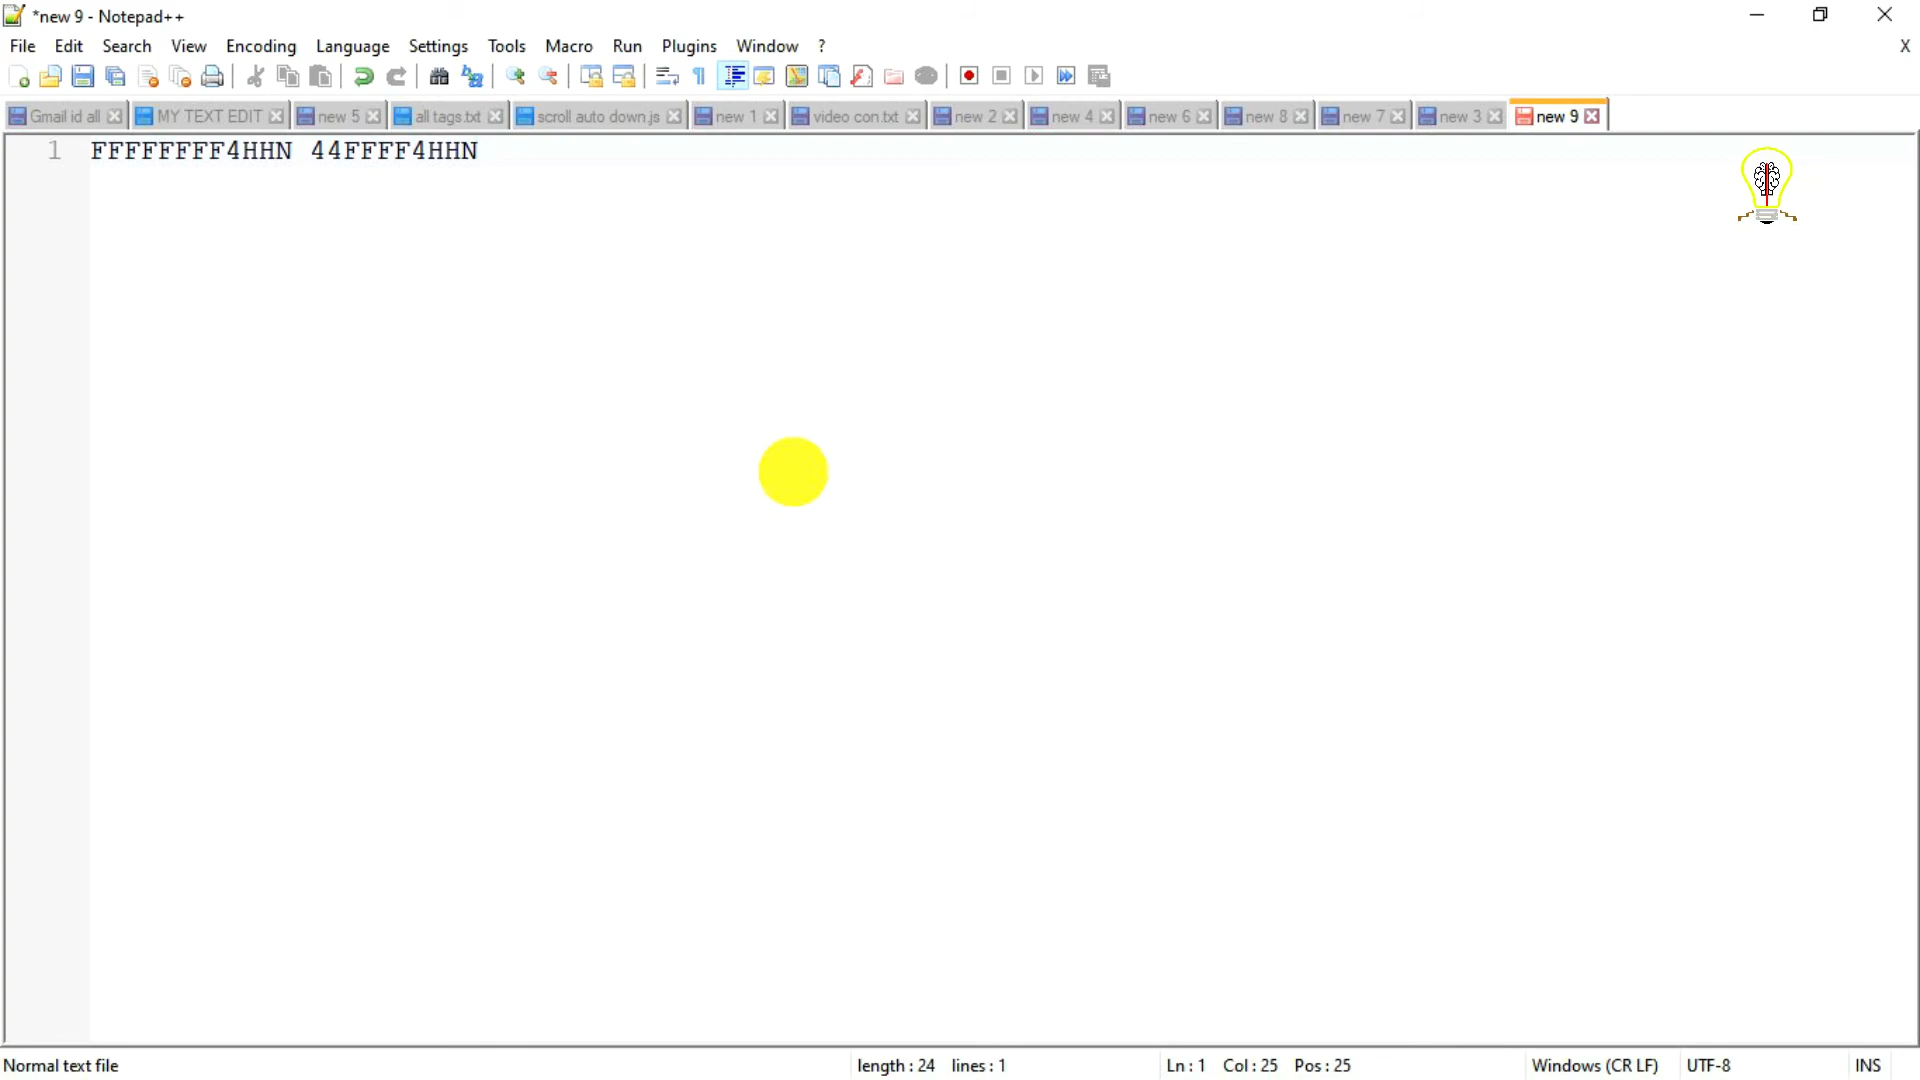 *new 9 - Notepad++
File Edit Search View Encoding Language Settings Tools Macro Run Plugins Window ? X
Gmail id all MY TEXT EDIT new 5 all tags.txt scroll auto down.js new 1 video con.txt new 2 new 4 new 6 new 8 new 7 new 3 new 9
1 FFFFFFFF4HHN 44FFFF4HHN
Normal text file length : 24 lines : 1 Ln : 1 Col : 25 Pos : 25 Windows (CR LF) UTF-8 INS